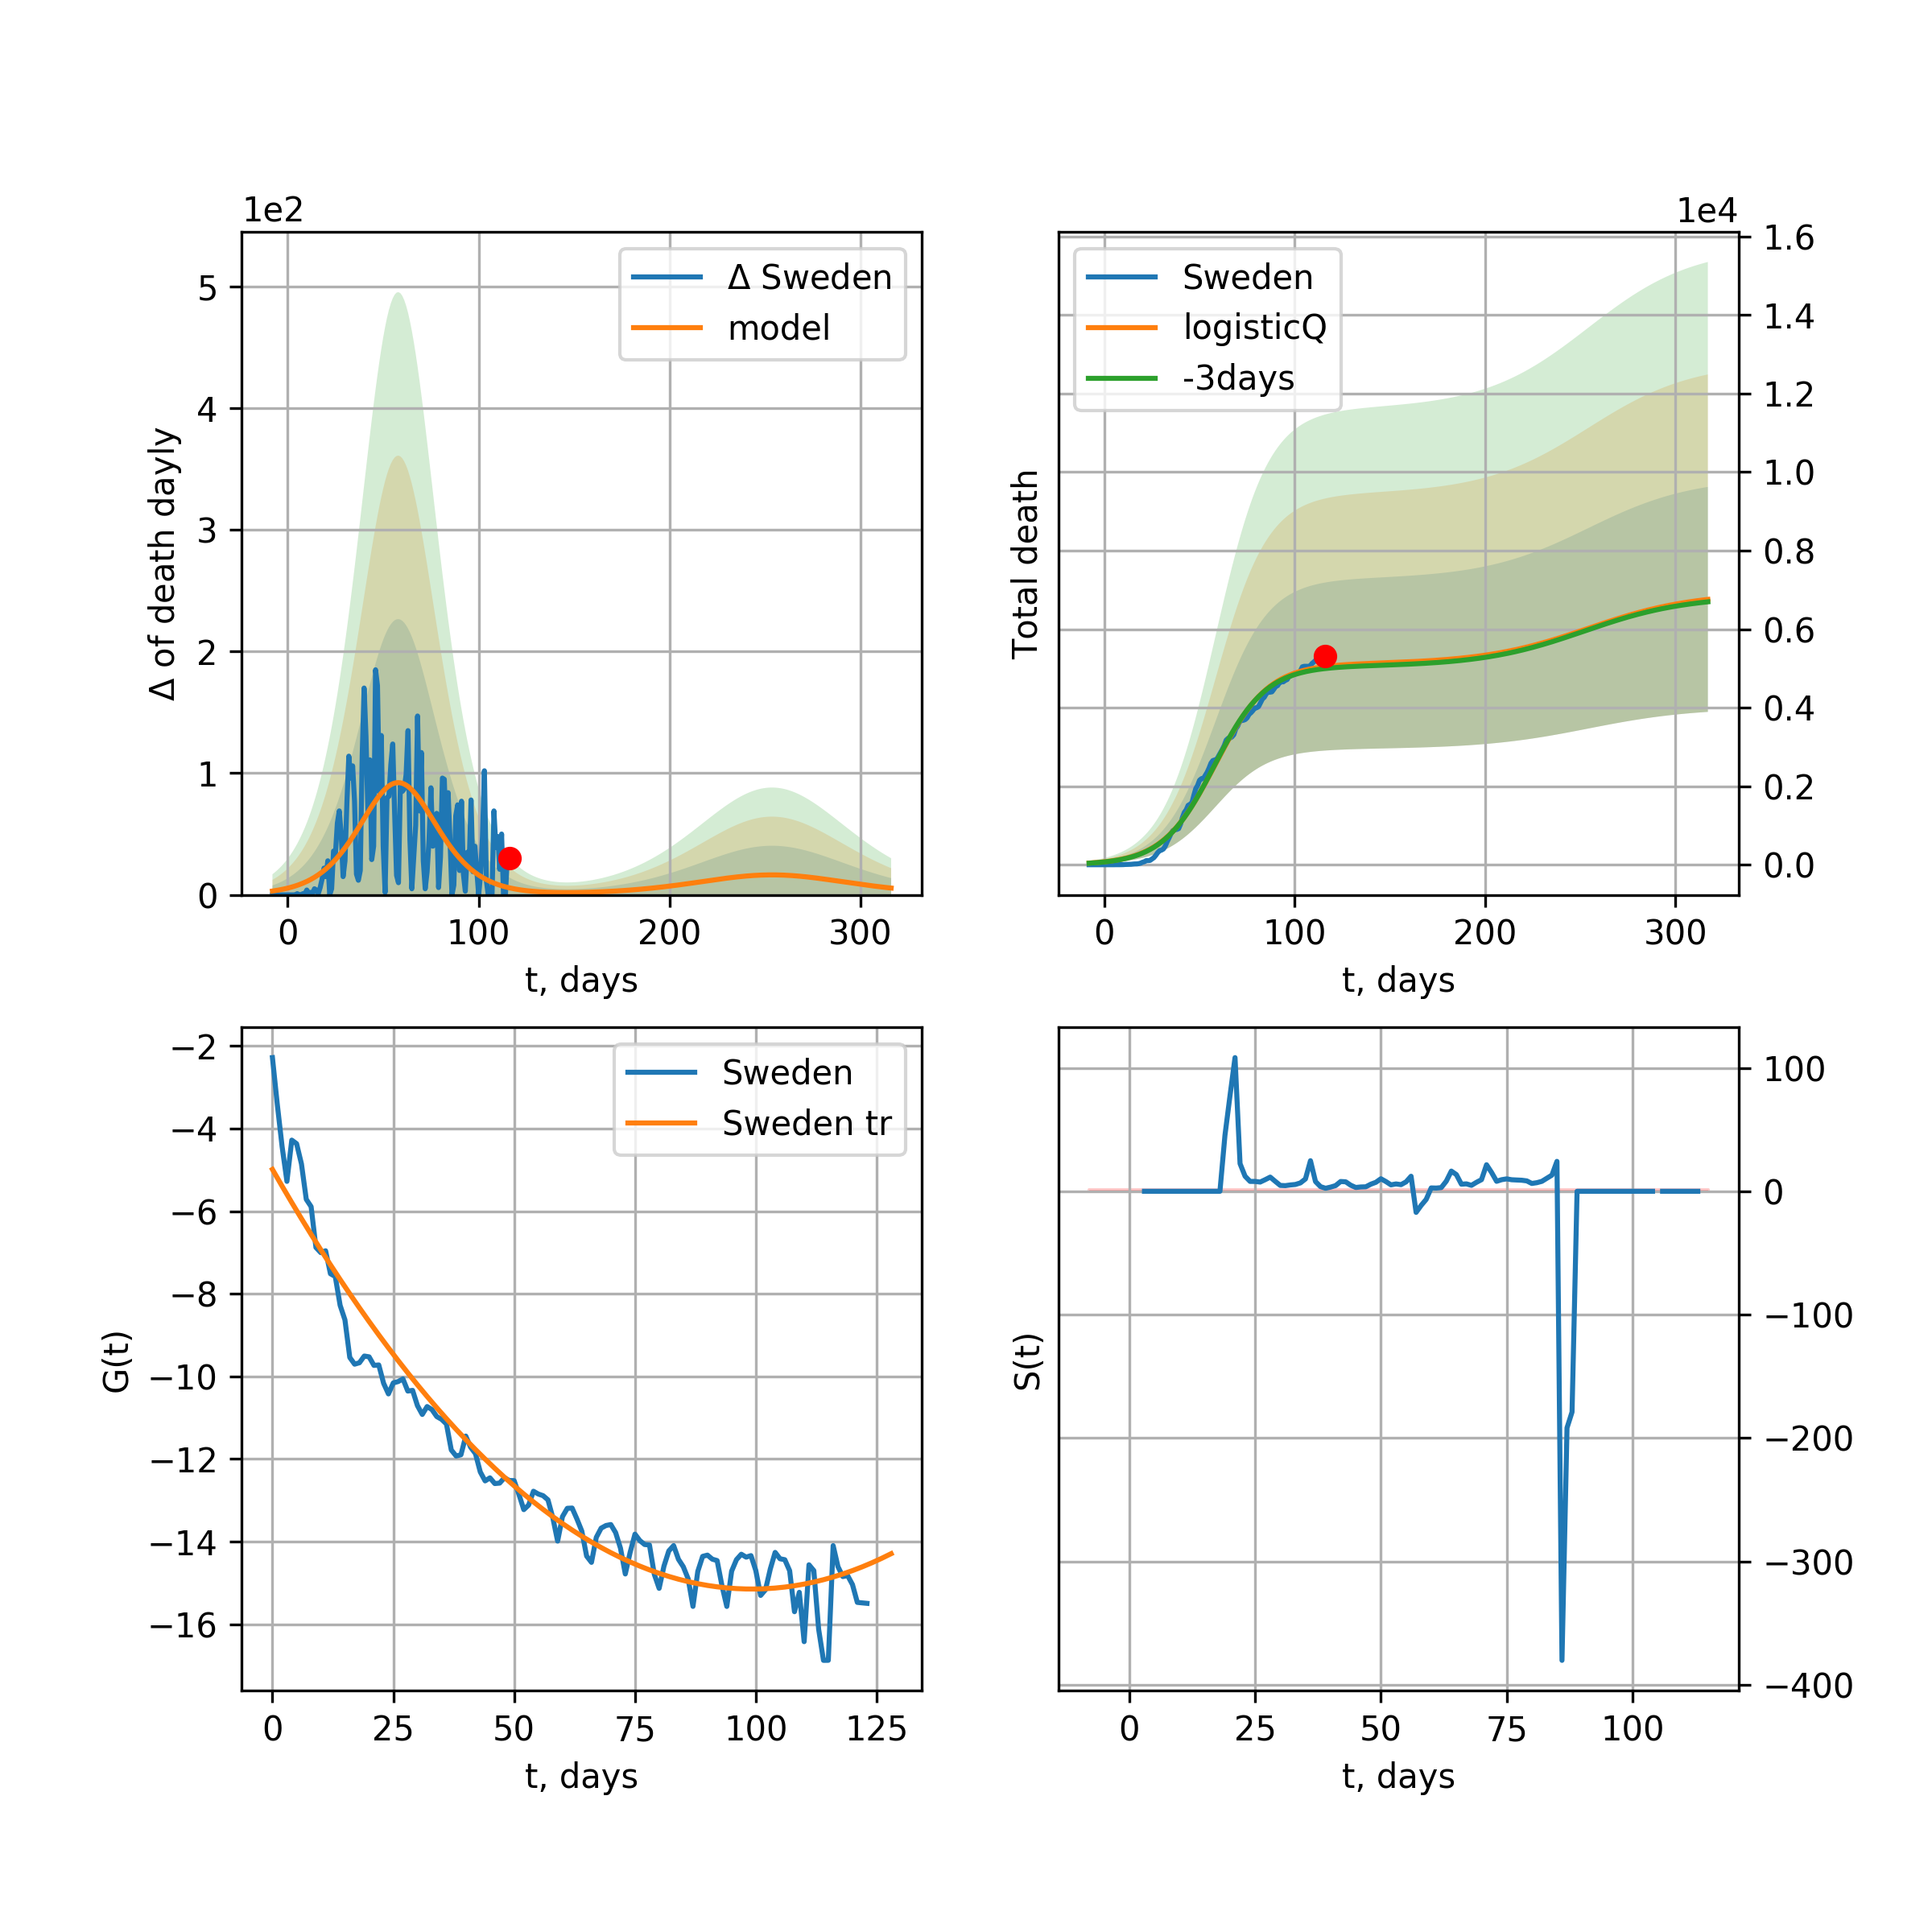 1e2
5
4
3
2
1
0
Δ of death dayly
Δ Sweden
model
0 100 200 300
t, days
1e4
1.6
1.4
1.2
1.0
0.8
0.6
0.4
0.2
0.0
Total death
Sweden
logisticQ
-3days
0 100 200 300
t, days
−2
−4
−6
−8
−10
−12
−14
−16
G(t)
Sweden
Sweden tr
0 25 50 75 100 125
t, days
100
0
−100
−200
−300
−400
S(t)
0 25 50 75 100
t, days